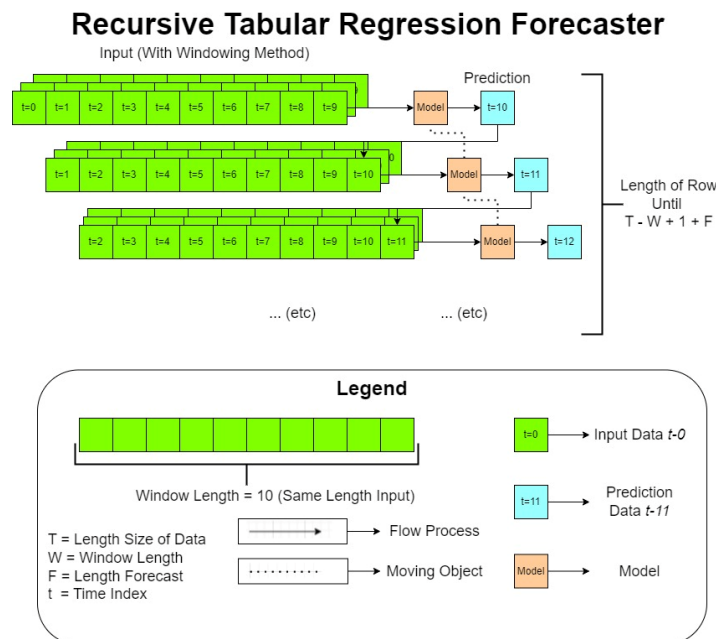 Recursive Tabular Regression Forecaster
Input (With Windowing Method)
Prediction
t=0 t=1 t=2 t=3 t=4 t=5 t=6 t=7 t=8 t=9 Model t=10
t=1 t=2 t=3 t=4 t=5 t=6 t=7 t=8 t=9 t=10 Model t=11
t=2 t=3 t=4 t=5 t=6 t=7 t=8 t=9 t=10 t=11 Model t=12
Length of Row
Until
T - W + 1 + F
... (etc) ... (etc)
Legend
Window Length = 10 (Same Length Input)
T = Length Size of Data
W = Window Length
F = Length Forecast
t = Time Index
Flow Process
Moving Object
t=0 Input Data t-0
t=11 Prediction
Data t-11
Model Model